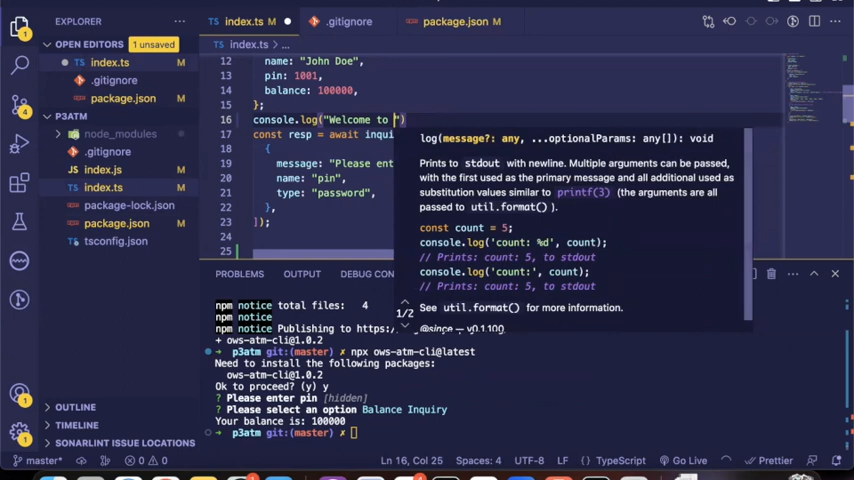 EXPLORER
OPEN EDITORS 1 unsaved
TS index.ts M
.gitignore
package.json M
P3ATM
node_modules
.gitignore
index.js M
index.ts M
package-lock.json M
package.json M
tsconfig.json
OUTLINE
TIMELINE
SONARLINT ISSUE LOCATIONS
TS index.ts
.gitignore
package.json M
TS index.ts > ...
12 name: "John Doe",
13 pin: 1001,
14 balance: 100000,
15 };
16 console.log("Welcome to ")
17 const resp = await inqui
18 {
19 message: "Please ent
20 name: "pin",
21 type: "password",
22 },
23 ]);
24
25
log(message?: any, ...optionalParams: any[]): void
Prints to stdout with newline. Multiple arguments can be passed,
with the first used as the primary message and all additional used as
substitution values similar to printf(3) (the arguments are all
passed to util.format() ).
const count = 5;
console.log('count: %d', count);
// Prints: count: 5, to stdout
console.log('count:', count);
// Prints: count: 5, to stdout
See util.format() for more information.
1/2
@since — v0.1.100
PROBLEMS OUTPUT DEBUG CON
npm notice total files: 4
npm notice
npm notice Publishing to https:/
+ ows-atm-cli@1.0.2
➜ p3atm git:(master) ✗ npx ows-atm-cli@latest
Need to install the following packages:
ows-atm-cli@1.0.2
Ok to proceed? (y) y
? Please enter pin [hidden]
? Please select an option Balance Inquiry
Your balance is: 100000
➜ p3atm git:(master) ✗
master* 0 0 Ln 16, Col 25 Spaces: 4 UTF-8 LF {} TypeScript Go Live Prettier